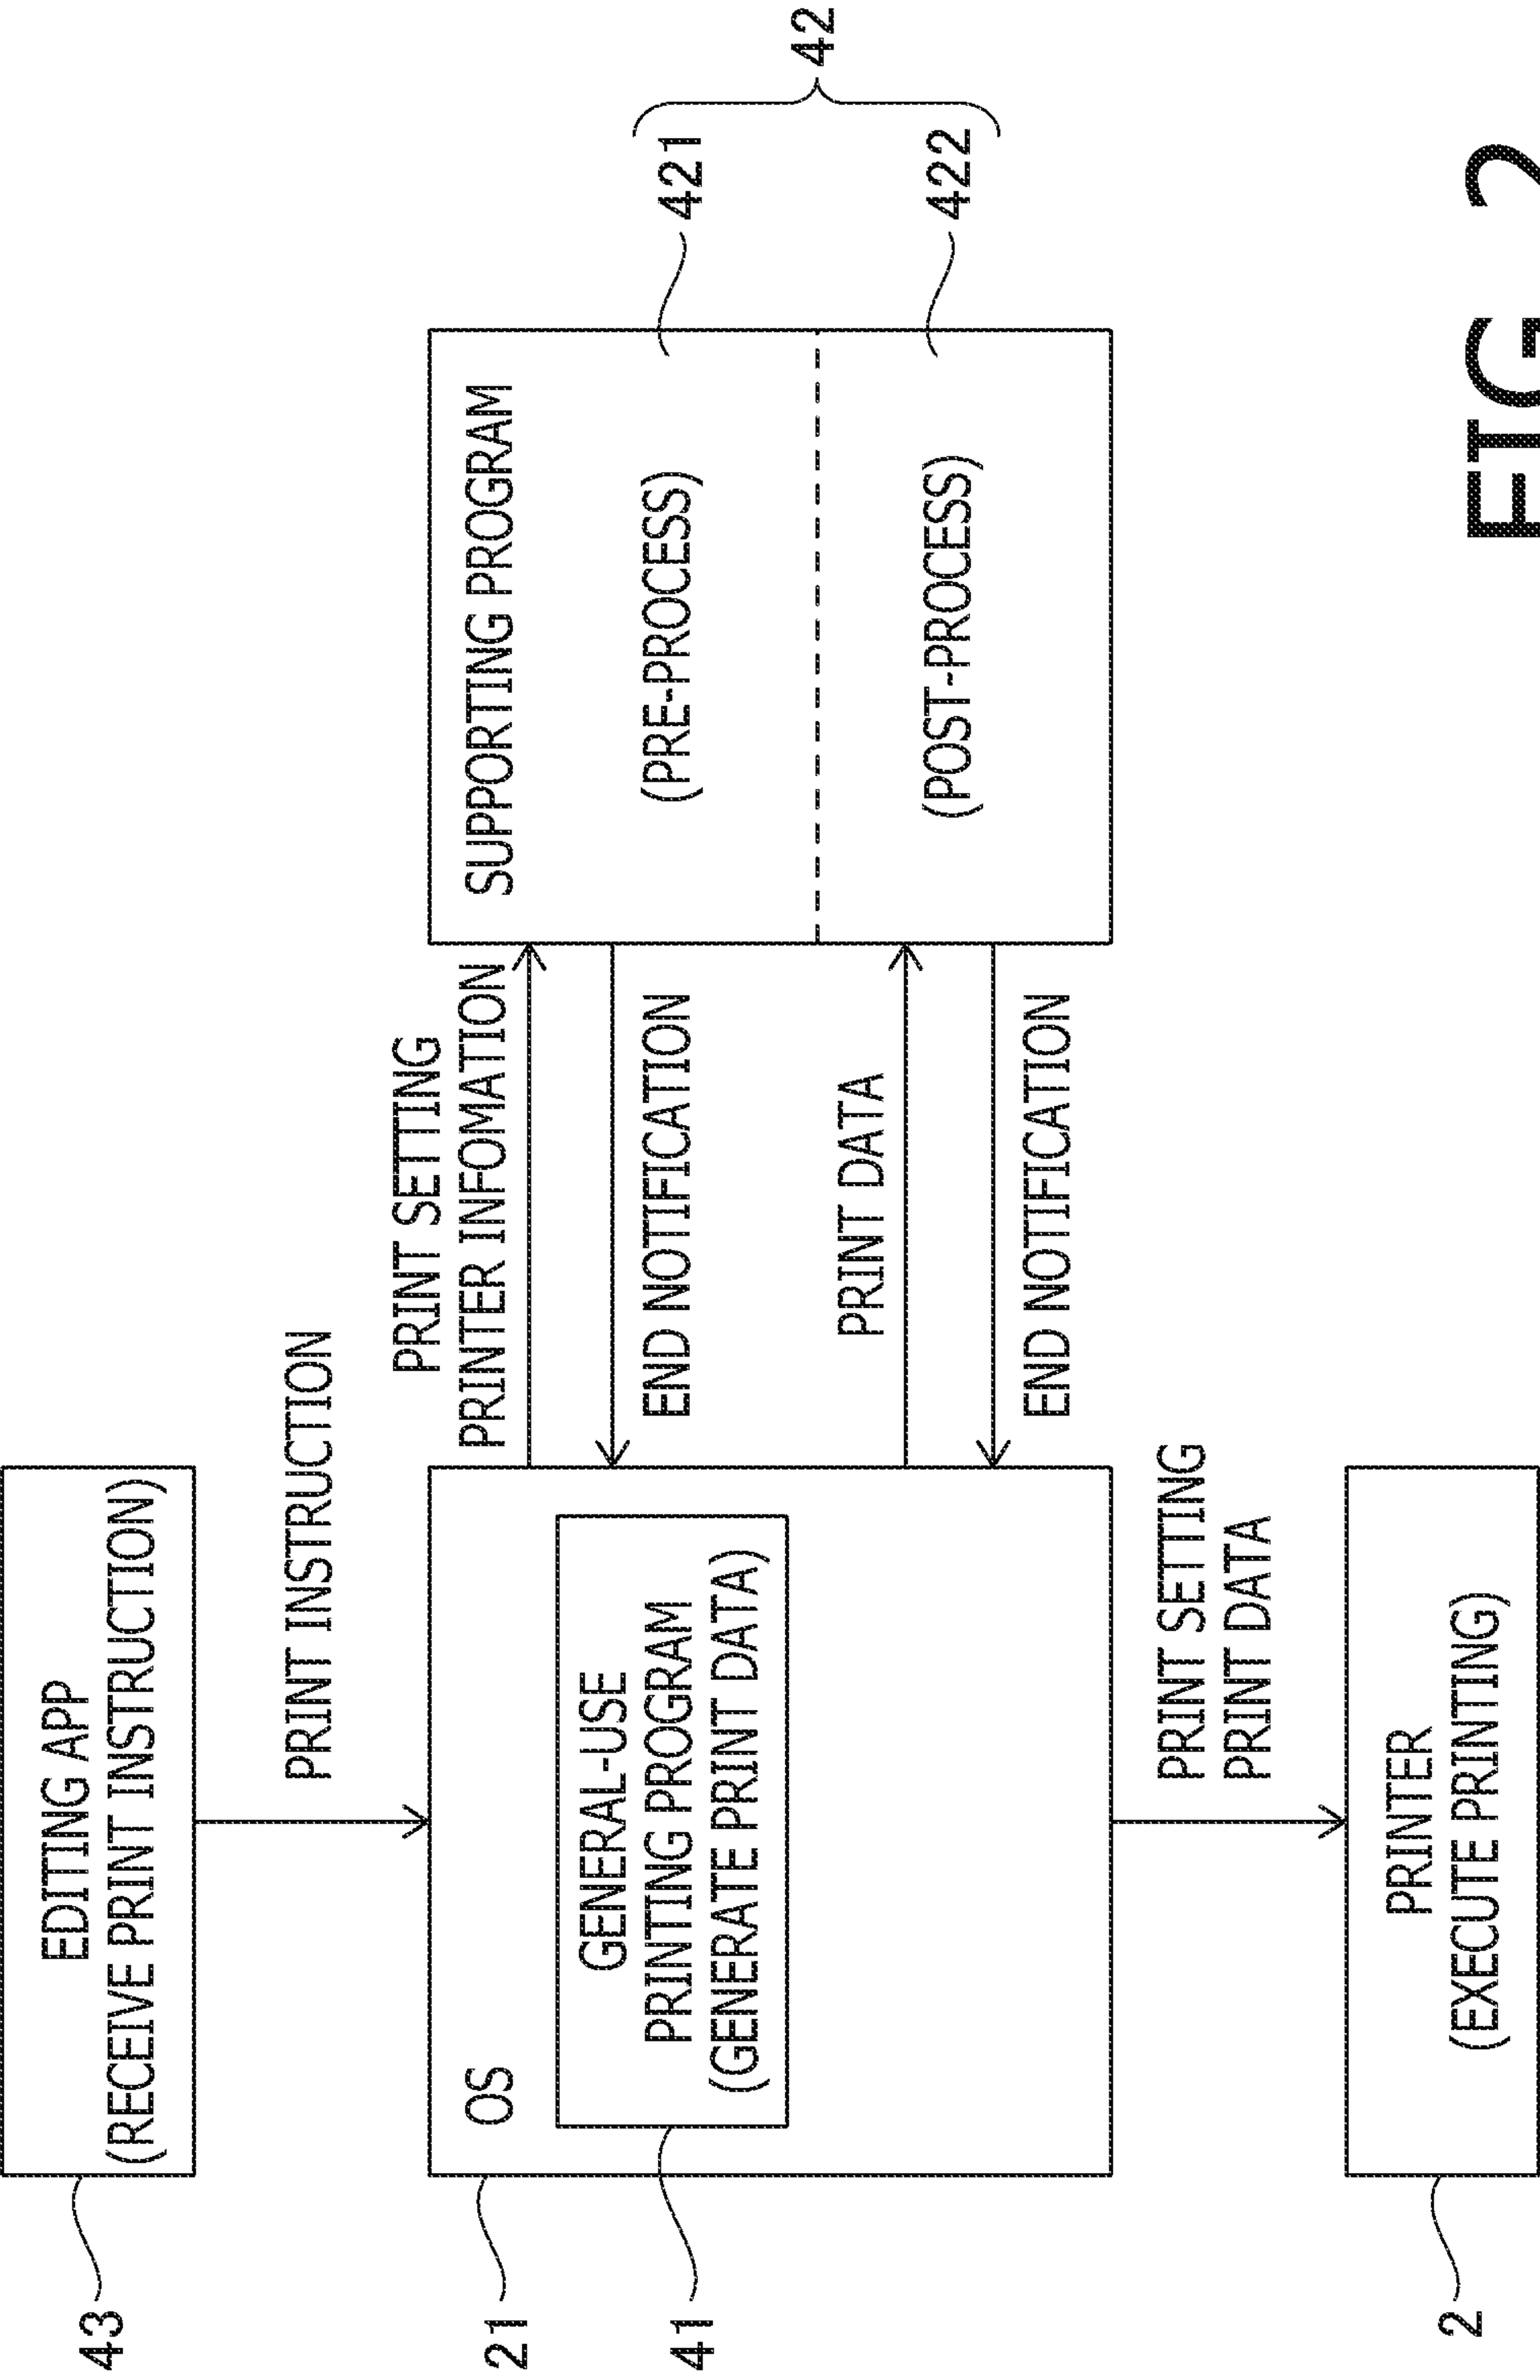 43
EDITING APP
(RECEIVE PRINT INSTRUCTION)
PRINT INSTRUCTION
21
OS
41
GENERAL-USE
PRINTING PROGRAM
(GENERATE PRINT DATA)
PRINT SETTING
PRINTER INFOMATION
END NOTIFICATION
PRINT DATA
END NOTIFICATION
SUPPORTING PROGRAM
(PRE-PROCESS)
(POST-PROCESS)
421
422
42
PRINT SETTING
PRINT DATA
2
PRINTER
(EXECUTE PRINTING)
FIG 2